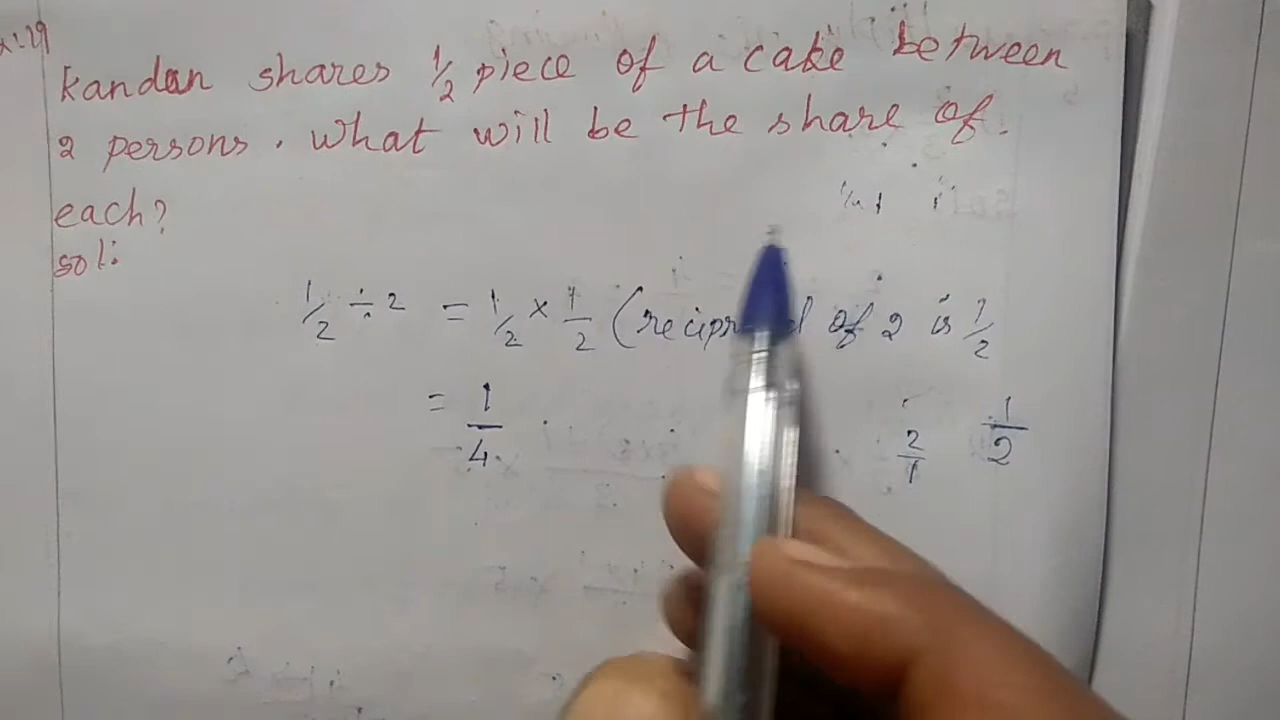 Kandan shares 1/2 piece of a cake between
2 persons. What will be the share of
each?
sol:
1/2 ÷ 2 = 1/2 × 1/2 (reciprocal of 2 is 1/2
= 1/4
2/1 1/2